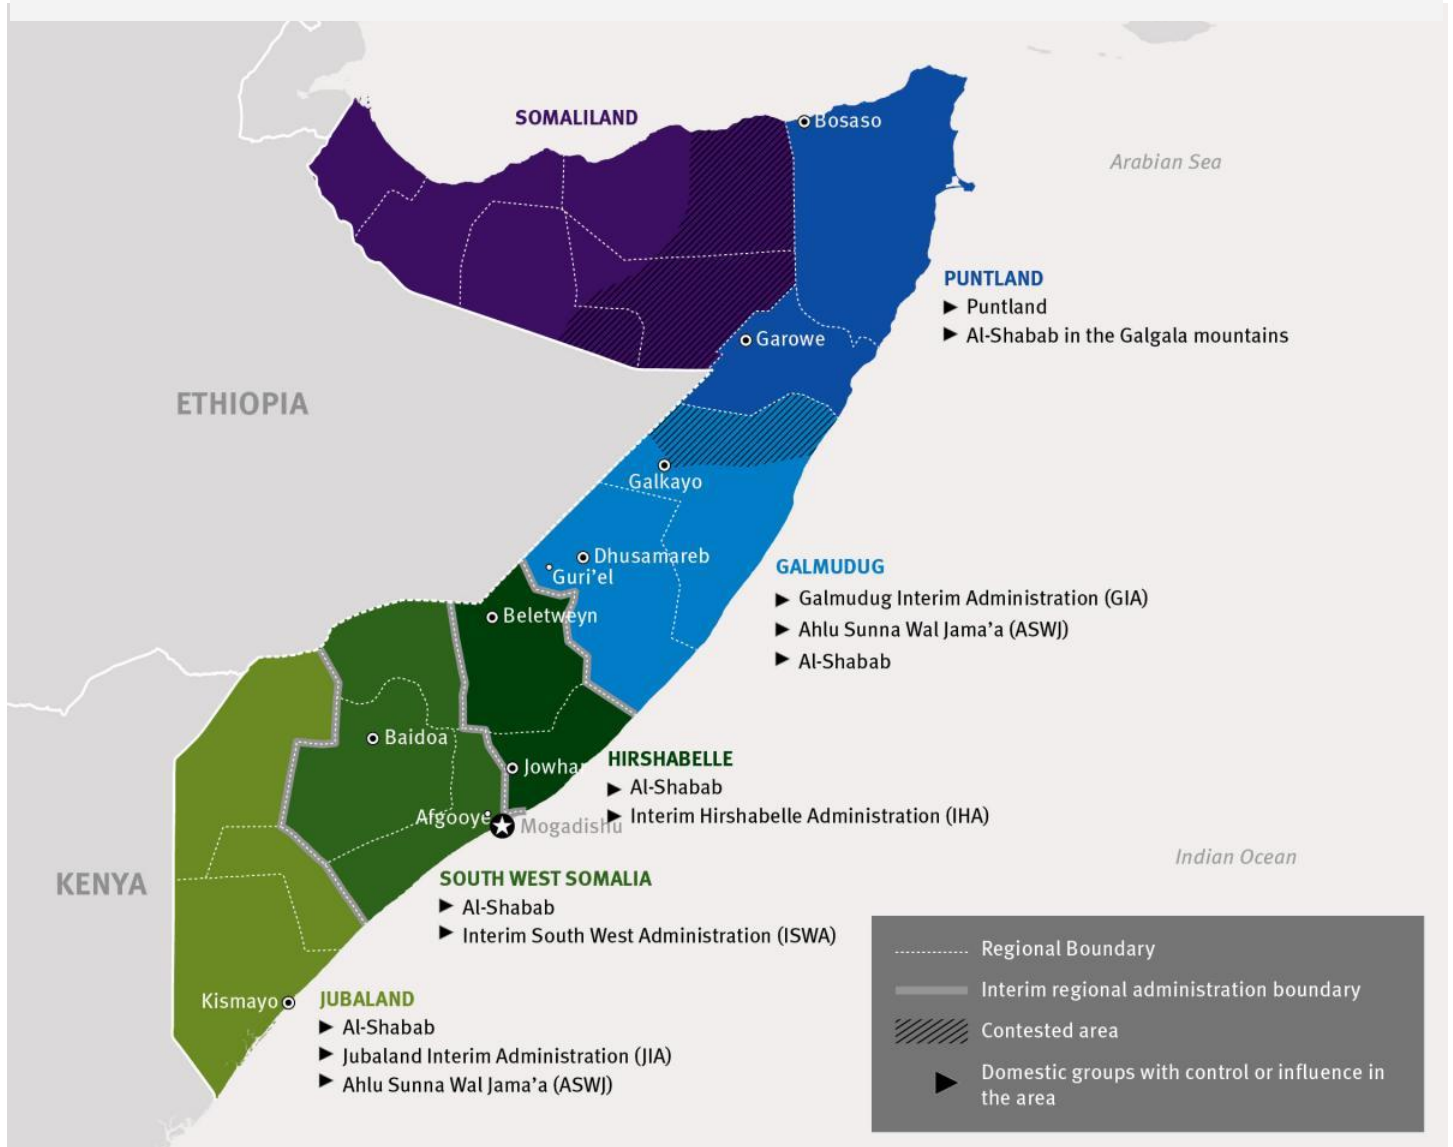 SOMALILAND
Bosaso
Arabian Sea
PUNTLAND
Puntland
Al-Shabab in the Galgala mountains
Garowe
ETHIOPIA
Galkayo
Dhusamareb
Guri'el
GALMUDUG
Galmudug Interim Administration (GIA)
Ahlu Sunna Wal Jama'a (ASWJ)
Al-Shabab
Beletweyn
Baidoa
Jowhar
HIRSHABELLE
Al-Shabab
Interim Hirshabelle Administration (IHA)
Afgooye
Mogadishu
Indian Ocean
KENYA
SOUTH WEST SOMALIA
Al-Shabab
Interim South West Administration (ISWA)
Kismayo
JUBALAND
Al-Shabab
Jubaland Interim Administration (JIA)
Ahlu Sunna Wal Jama'a (ASWJ)
Regional Boundary
Interim regional administration boundary
Contested area
Domestic groups with control or influence in
the area